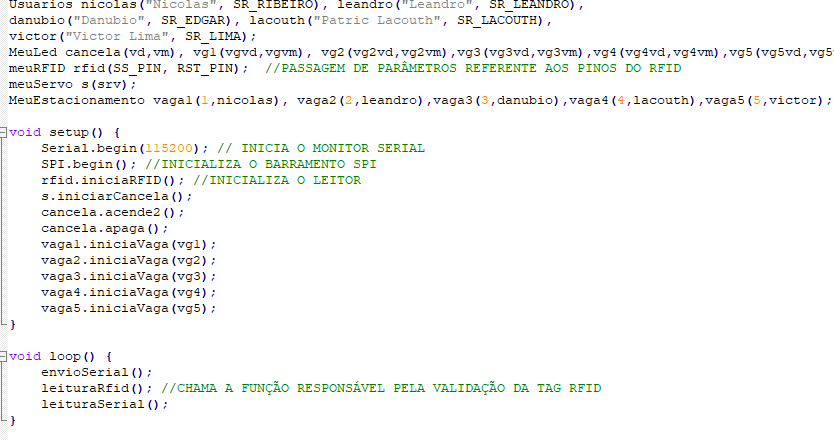 Usuarios nicolas("Nicolas", SR_RIBEIRO), leandro("Leandro", SR_LEANDRO),
danubio("Danubio", SR_EDGAR), lacouth("Patric Lacouth", SR_LACOUTH),
victor("Victor Lima", SR_LIMA);
MeuLed cancela(vd,vm), vg1(vgvd,vgvm), vg2(vg2vd,vg2vm),vg3(vg3vd,vg3vm),vg4(vg4vd,vg4vm),vg5(vg5vd,vg5
meuRFID rfid(SS_PIN, RST_PIN);  //PASSAGEM DE PARÂMETROS REFERENTE AOS PINOS DO RFID
meuServo s(srv);
MeuEstacionamento vaga1(1,nicolas), vaga2(2,leandro),vaga3(3,danubio),vaga4(4,lacouth),vaga5(5,victor);
void setup() {
Serial.begin(115200); // INICIA O MONITOR SERIAL
SPI.begin(); //INICIALIZA O BARRAMENTO SPI
rfid.iniciaRFID(); //INICIALIZA O LEITOR
s.iniciarCancela();
cancela.acende2();
cancela.apaga();
vaga1.iniciaVaga(vg1);
vaga2.iniciaVaga(vg2);
vaga3.iniciaVaga(vg3);
vaga4.iniciaVaga(vg4);
vaga5.iniciaVaga(vg5);
}
void loop() {
envioSerial();
leituraRfid(); //CHAMA A FUNÇÃO RESPONSÁVEL PELA VALIDAÇÃO DA TAG RFID
leituraSerial();
}